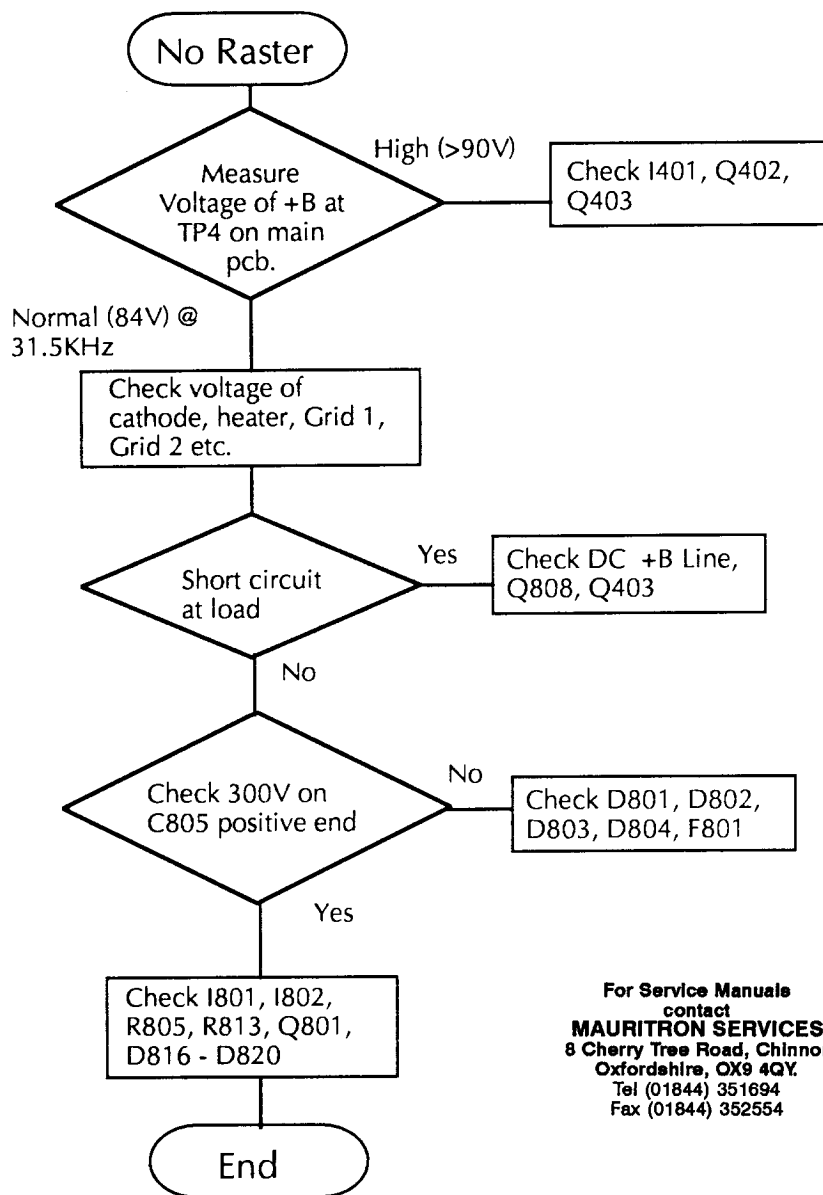 No Raster
High (>90V)
Measure
Voltage of +B at
TP4 on main
pcb.
Check I401, Q402,
Q403
Normal (84V) @
31.5KHz
Check voltage of
cathode, heater, Grid 1,
Grid 2 etc.
Short circuit
at load
Yes
Check DC +B Line,
Q808, Q403
No
Check 300V on
C805 positive end
No
Check D801, D802,
D803, D804, F801
Yes
Check I801, I802,
R805, R813, Q801,
D816 - D820
End
For Service Manuals
contact
MAURITRON SERVICES
8 Cherry Tree Road, Chinno
Oxfordshire, OX9 4QY.
Tel (01844) 351694
Fax (01844) 352554